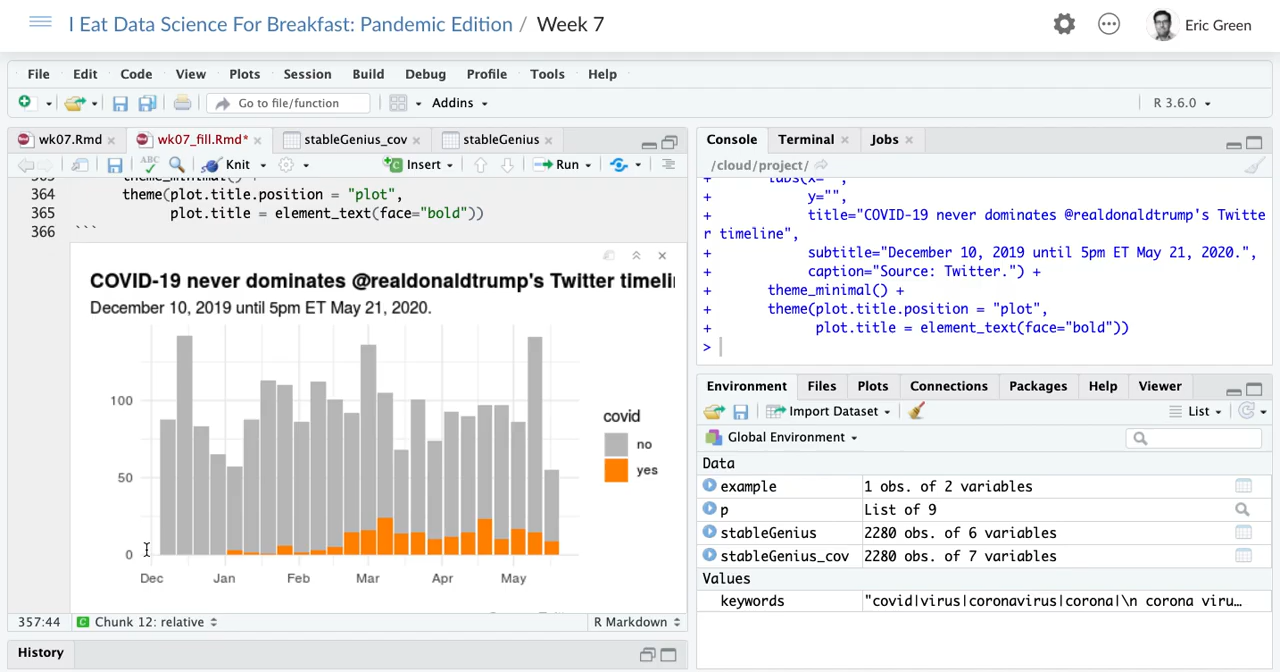 I Eat Data Science For Breakfast: Pandemic Edition / Week 7
Eric Green
File Edit Code View Plots Session Build Debug Profile Tools Help
Go to file/function Addins R 3.6.0
wk07.Rmd wk07_fill.Rmd* stableGenius_cov stableGenius
ABC Knit Insert Run
364 theme(plot.title.position = "plot",
365 plot.title = element_text(face="bold"))
366 ```
COVID-19 never dominates @realdonaldtrump's Twitter timeli
December 10, 2019 until 5pm ET May 21, 2020.
100
50
0
Dec Jan Feb Mar Apr May
covid
no
yes
357:44 Chunk 12: relative R Markdown
History
Console Terminal Jobs
/cloud/project/
+ y="",
+ title="COVID-19 never dominates @realdonaldtrump's Twitte
r timeline",
+ subtitle="December 10, 2019 until 5pm ET May 21, 2020.",
+ caption="Source: Twitter.") +
+ theme_minimal() +
+ theme(plot.title.position = "plot",
+ plot.title = element_text(face="bold"))
>
Environment Files Plots Connections Packages Help Viewer
Import Dataset List
Global Environment
Data
example 1 obs. of 2 variables
p List of 9
stableGenius 2280 obs. of 6 variables
stableGenius_cov 2280 obs. of 7 variables
Values
keywords "covid|virus|coronavirus|corona|\n corona viru…